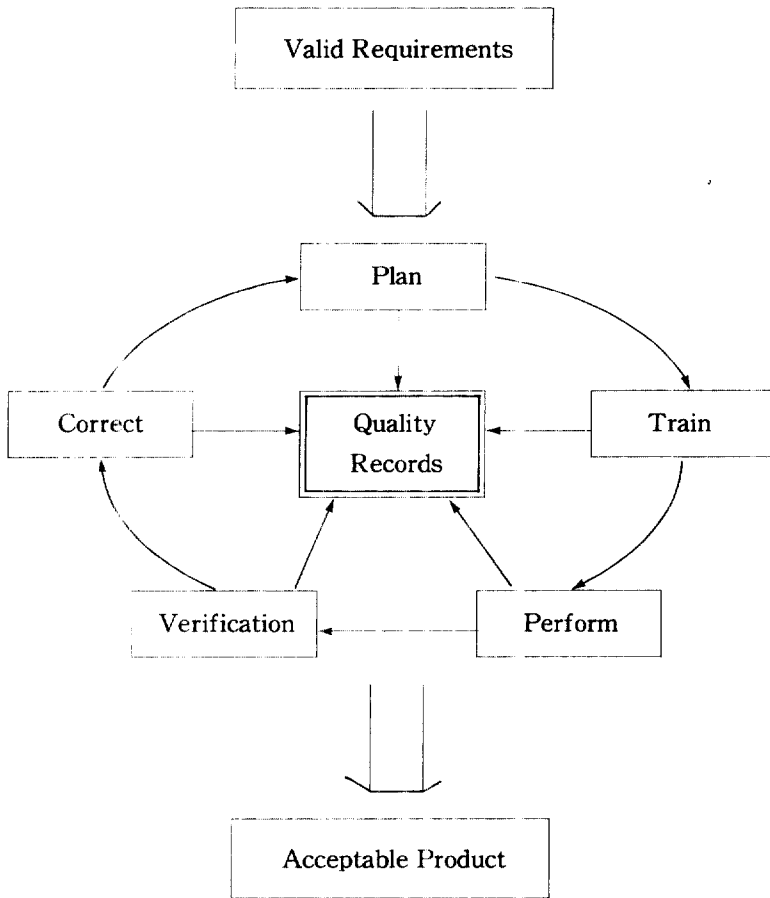 Valid Requirements
Plan
Correct
Quality
Records
Train
Verification
Perform
Acceptable Product